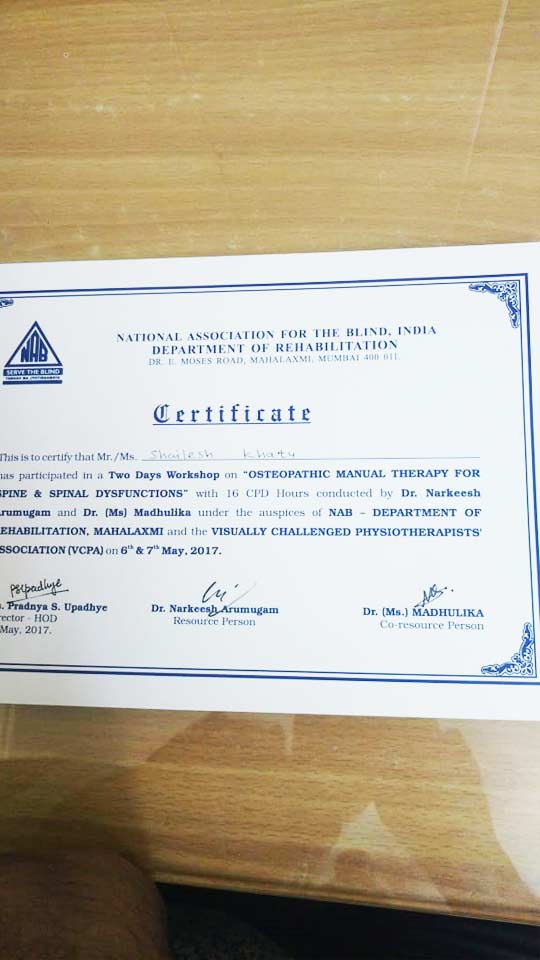 NAB
SERVE THE BLIND
NATIONAL ASSOCIATION FOR THE BLIND, INDIA
DEPARTMENT OF REHABILITATION
DR. E. MOSES ROAD, MAHALAXMI, MUMBAI 400 011.
Certificate
This is to certify that Mr./Ms. Shailesh Khatu
has participated in a Two Days Workshop on "OSTEOPATHIC MANUAL THERAPY FOR
SPINE & SPINAL DYSFUNCTIONS" with 16 CPD Hours conducted by Dr. Narkeesh
Arumugam and Dr. (Ms) Madhulika under the auspices of NAB – DEPARTMENT OF
REHABILITATION, MAHALAXMI and the VISUALLY CHALLENGED PHYSIOTHERAPISTS'
ASSOCIATION (VCPA) on 6th & 7th May, 2017.
PSUpadhye
s. Pradnya S. Upadhye Dr. Narkeesh Arumugam Dr. (Ms.) MADHULIKA
rector - HOD Resource Person Co-resource Person
May, 2017.